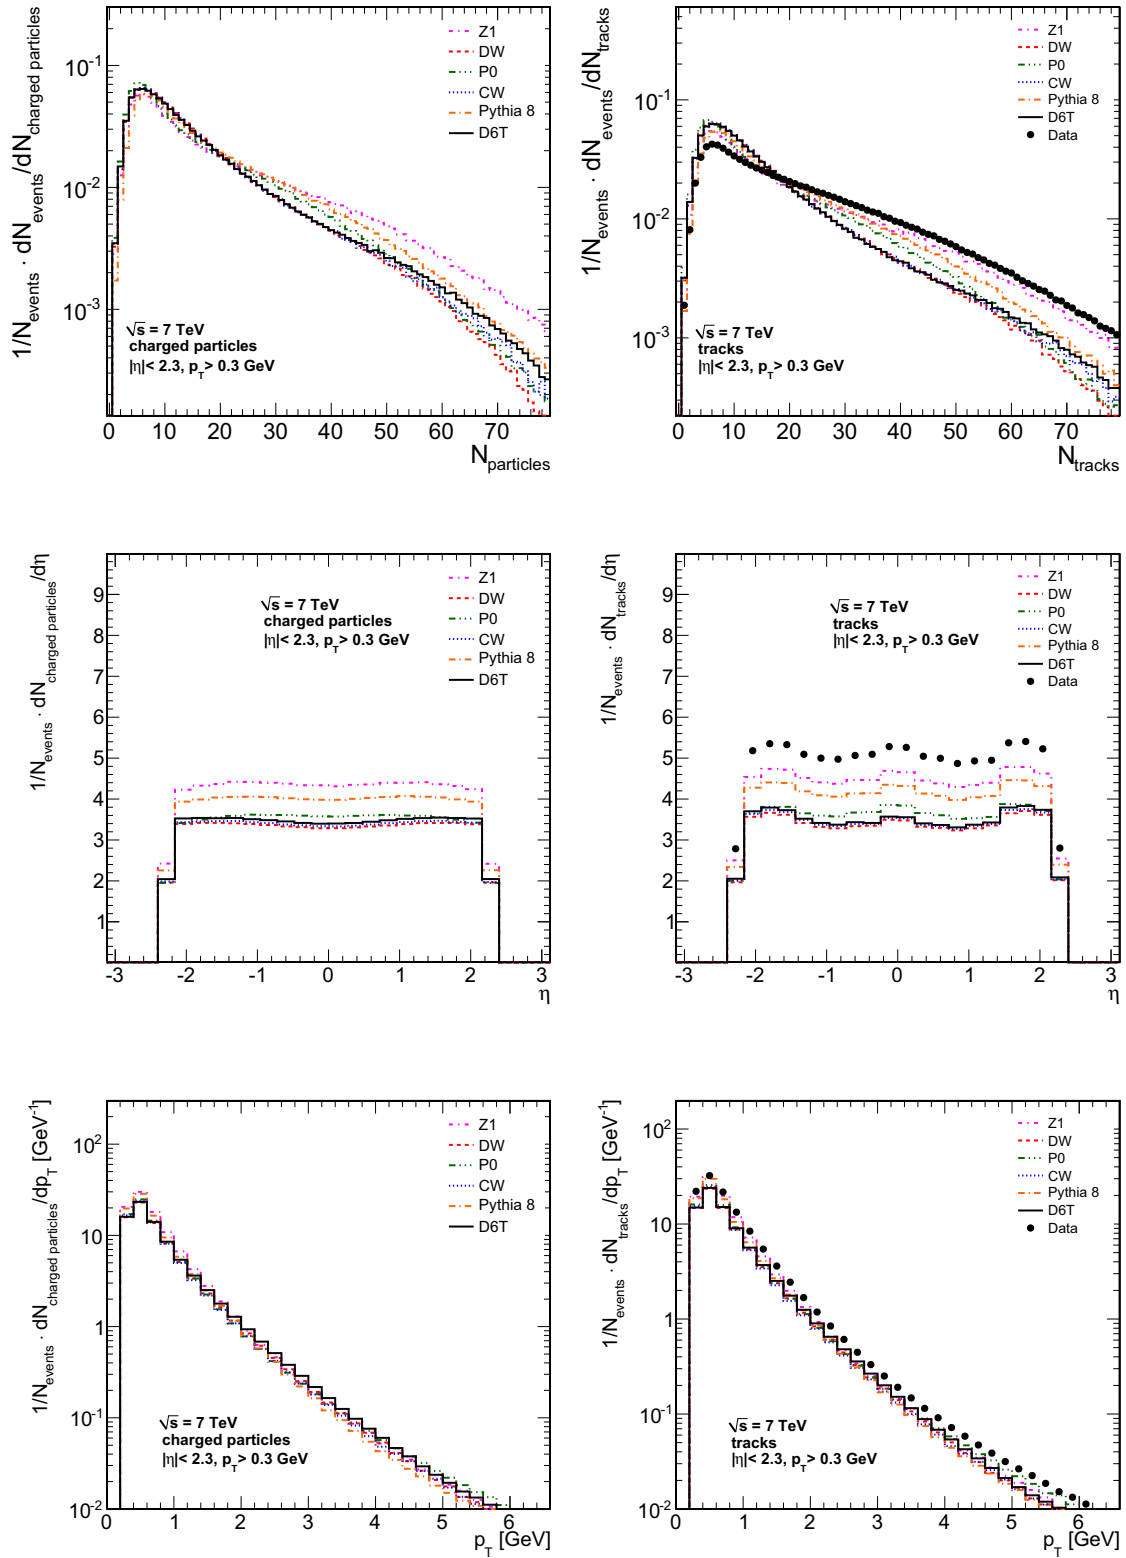 1/N_events · dN_events/dN_charged particles
10^-1
10^-2
10^-3
Z1
DW
P0
CW
Pythia 8
D6T
√s = 7 TeV
charged particles
|η|< 2.3, p_T> 0.3 GeV
0 10 20 30 40 50 60 70
N_particles
1/N_events · dN_events/dN_tracks
10^-1
10^-2
10^-3
Z1
DW
P0
CW
Pythia 8
D6T
Data
√s = 7 TeV
tracks
|η|< 2.3, p_T> 0.3 GeV
0 10 20 30 40 50 60 70
N_tracks
1/N_events · dN_charged particles/dη
9
8
7
6
5
4
3
2
1
Z1
DW
P0
CW
Pythia 8
D6T
√s = 7 TeV
charged particles
|η|< 2.3, p_T> 0.3 GeV
-3 -2 -1 0 1 2 3
η
1/N_events · dN_tracks/dη
9
8
7
6
5
4
3
2
1
Z1
DW
P0
CW
Pythia 8
D6T
Data
√s = 7 TeV
tracks
|η|< 2.3, p_T> 0.3 GeV
-3 -2 -1 0 1 2 3
η
1/N_events · dN_charged particles/dp_T [GeV^-1]
10^2
10
1
10^-1
10^-2
Z1
DW
P0
CW
Pythia 8
D6T
√s = 7 TeV
charged particles
|η|< 2.3, p_T> 0.3 GeV
0 1 2 3 4 5 6
p_T [GeV]
1/N_events · dN_tracks/dp_T [GeV^-1]
10^2
10
1
10^-1
10^-2
Z1
DW
P0
CW
Pythia 8
D6T
Data
√s = 7 TeV
tracks
|η|< 2.3, p_T> 0.3 GeV
0 1 2 3 4 5 6
p_T [GeV]